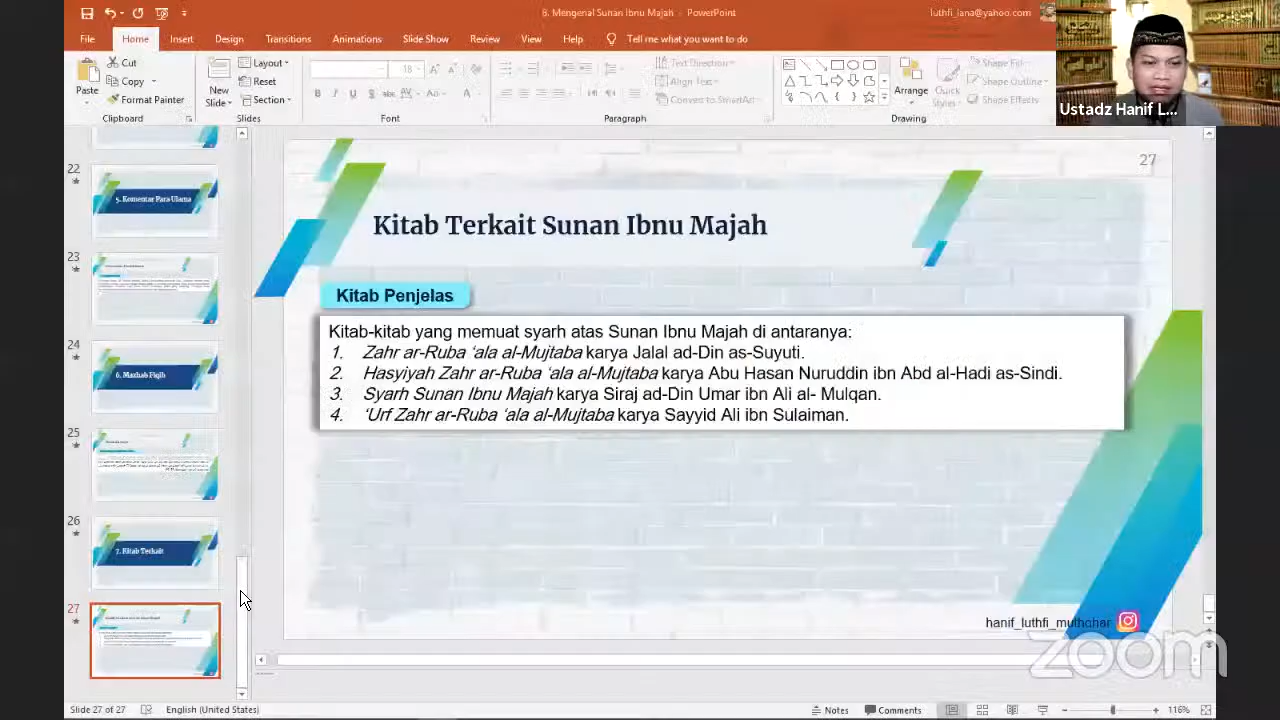 6. Mengenal Sunan Ibnu Majah - PowerPoint
luthfi_lana@yahoo.com
File Home Insert Design Transitions Animations Slide Show Review View Help Tell me what you want to do
Paste
Cut
Copy
Format Painter
Clipboard
New
Slide
Layout
Reset
Section
Slides
18
Font
Paragraph
Text Direction
Align Text
Convert to SmartArt
Arrange
Quick
Styles
Shape Fill
Shape Outline
Shape Effects
Drawing
Ustadz Hanif L...
22
5. Komentar Para Ulama
23
24
6. Mazhab Fiqih
25
26
7. Kitab Terkait
27
27
Kitab Terkait Sunan Ibnu Majah
Kitab Penjelas
Kitab-kitab yang memuat syarh atas Sunan Ibnu Majah di antaranya:
1. Zahr ar-Ruba ‘ala al-Mujtaba karya Jalal ad-Din as-Suyuti.
2. Hasyiyah Zahr ar-Ruba ‘ala al-Mujtaba karya Abu Hasan Nuruddin ibn Abd al-Hadi as-Sindi.
3. Syarh Sunan Ibnu Majah karya Siraj ad-Din Umar ibn Ali al- Mulqan.
4. ‘Urf Zahr ar-Ruba ‘ala al-Mujtaba karya Sayyid Ali ibn Sulaiman.
hanif_luthfi_muthohar
zoom
Slide 27 of 27 English (United States) Notes Comments 116%